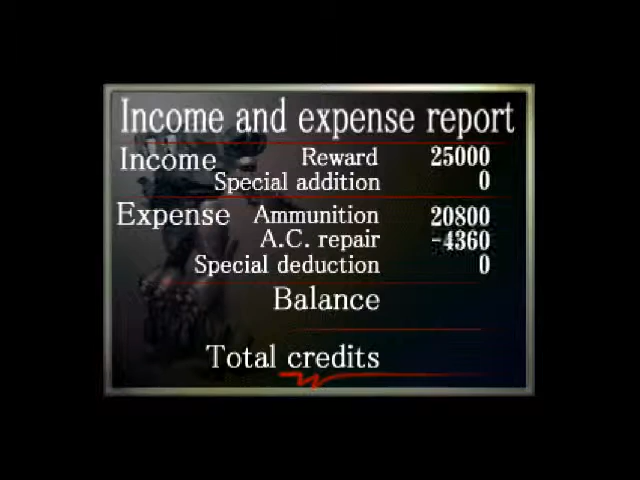 Income and expense report
Income Reward 25000
Special addition 0
Expense Ammunition 20800
A.C. repair -4360
Special deduction 0
Balance
Total credits